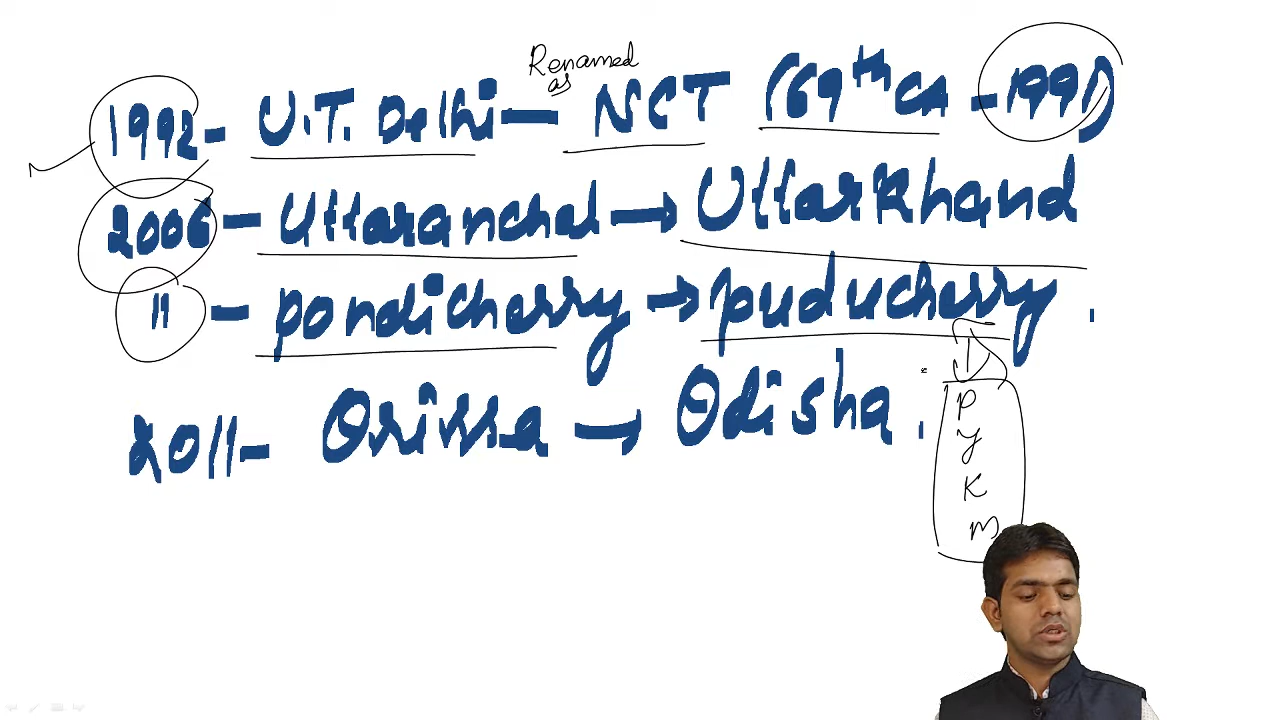 Renamed
as
1992 - U.T. Delhi — NCT (69th CA - 1991)
2006 - Uttaranchal → Uttarkhand
11 - pondicherry → puducherry .
2011 - Orissa → Odisha .
D
P
Y
K
M